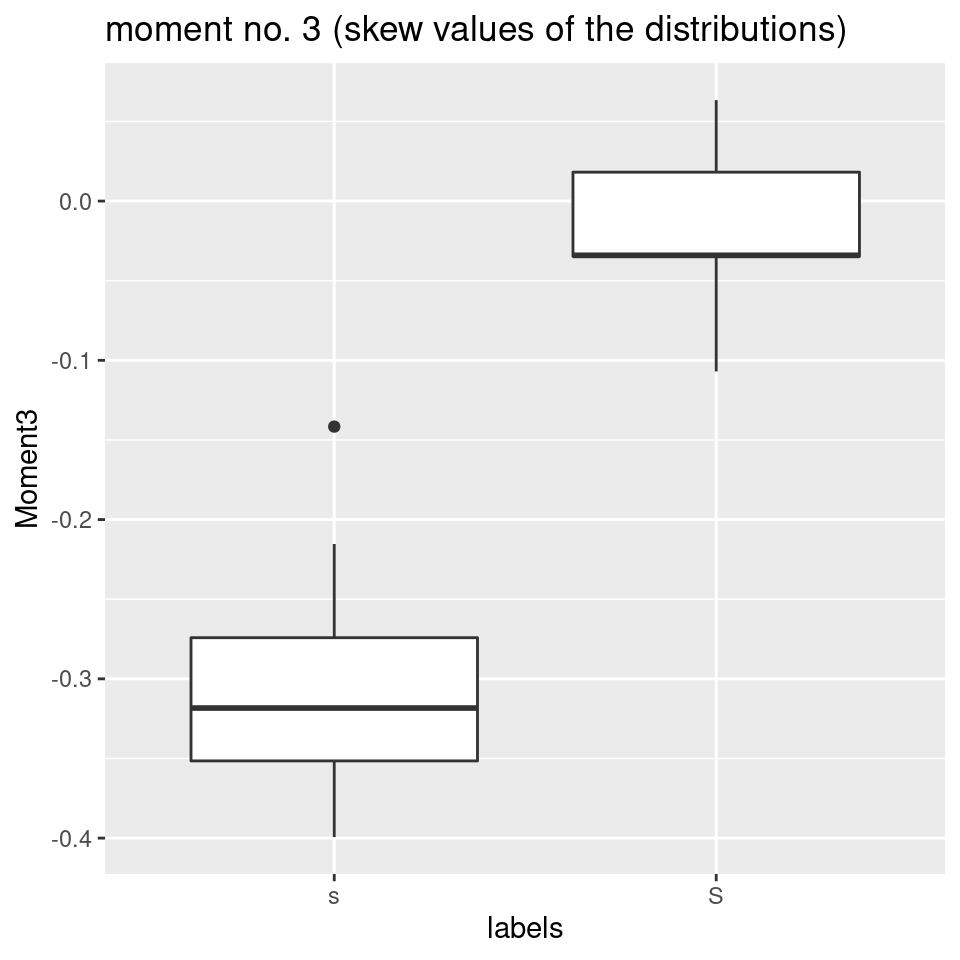 moment no. 3 (skew values of the distributions)
Moment3
0.0
-0.1
-0.2
-0.3
-0.4
s
S
labels